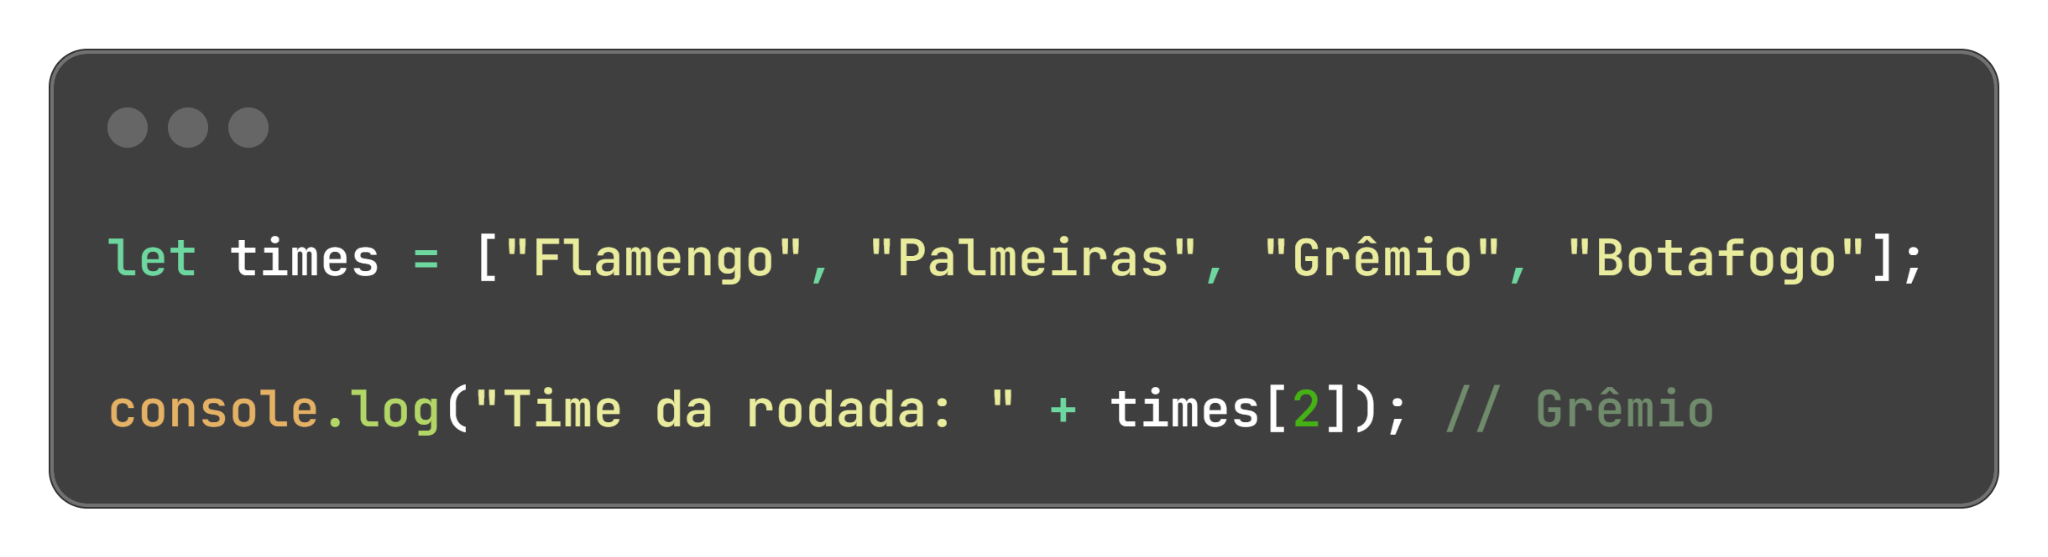 let times = ["Flamengo", "Palmeiras", "Grêmio", "Botafogo"];
console.log("Time da rodada: " + times[2]); // Grêmio